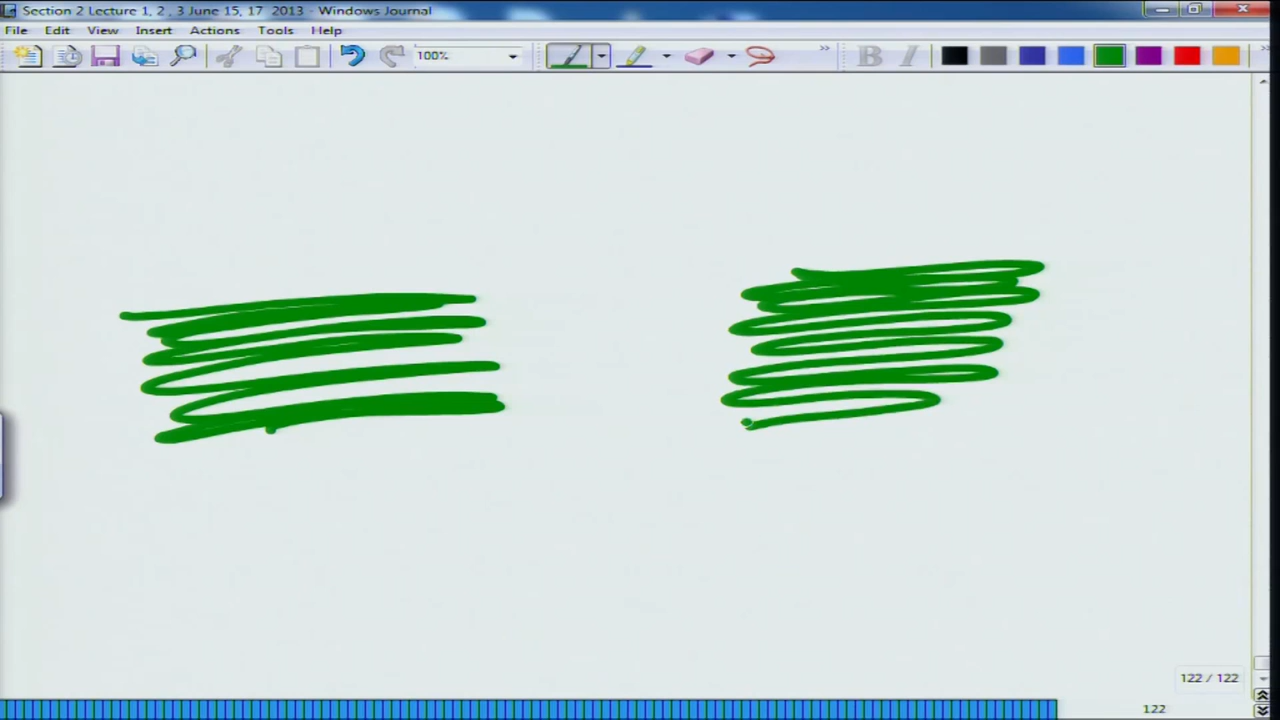 Section 2 Lecture 1, 2 , 3 June 15, 17  2013 - Windows Journal
File Edit View Insert Actions Tools Help
100% B I
122 / 122
122